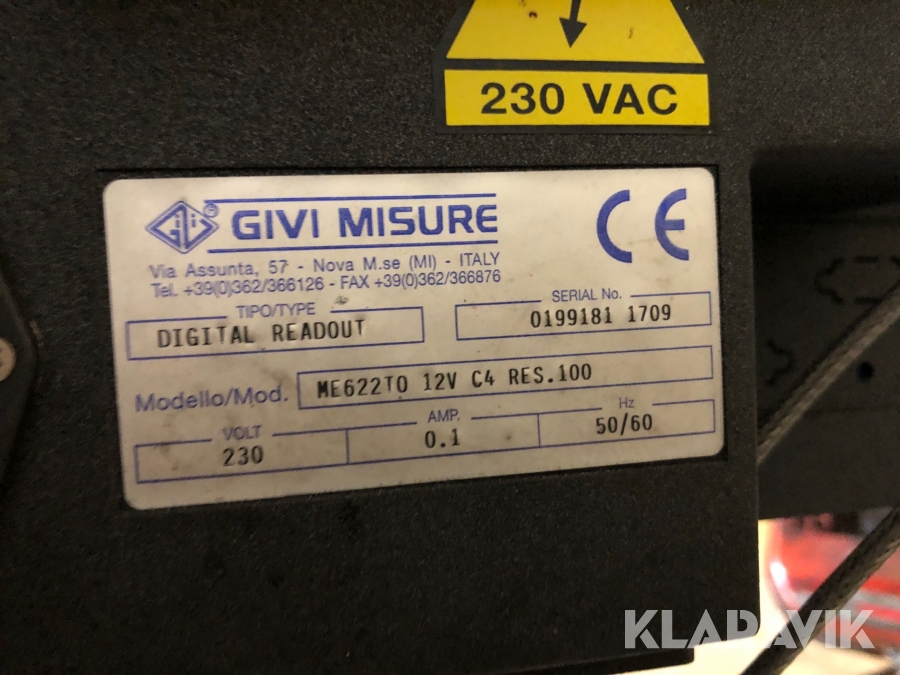 230 VAC
GIVI MISURE
CE
Via Assunta, 57 - Nova M.se (MI) - ITALY
Tel. +39(0)362/366126 - FAX +39(0)362/366876
TIPO/TYPE
DIGITAL READOUT
SERIAL No.
0199181 1709
Modello/Mod.
ME622TO 12V C4 RES.100
VOLT
230
AMP.
0.1
Hz
50/60
KLARAVIK